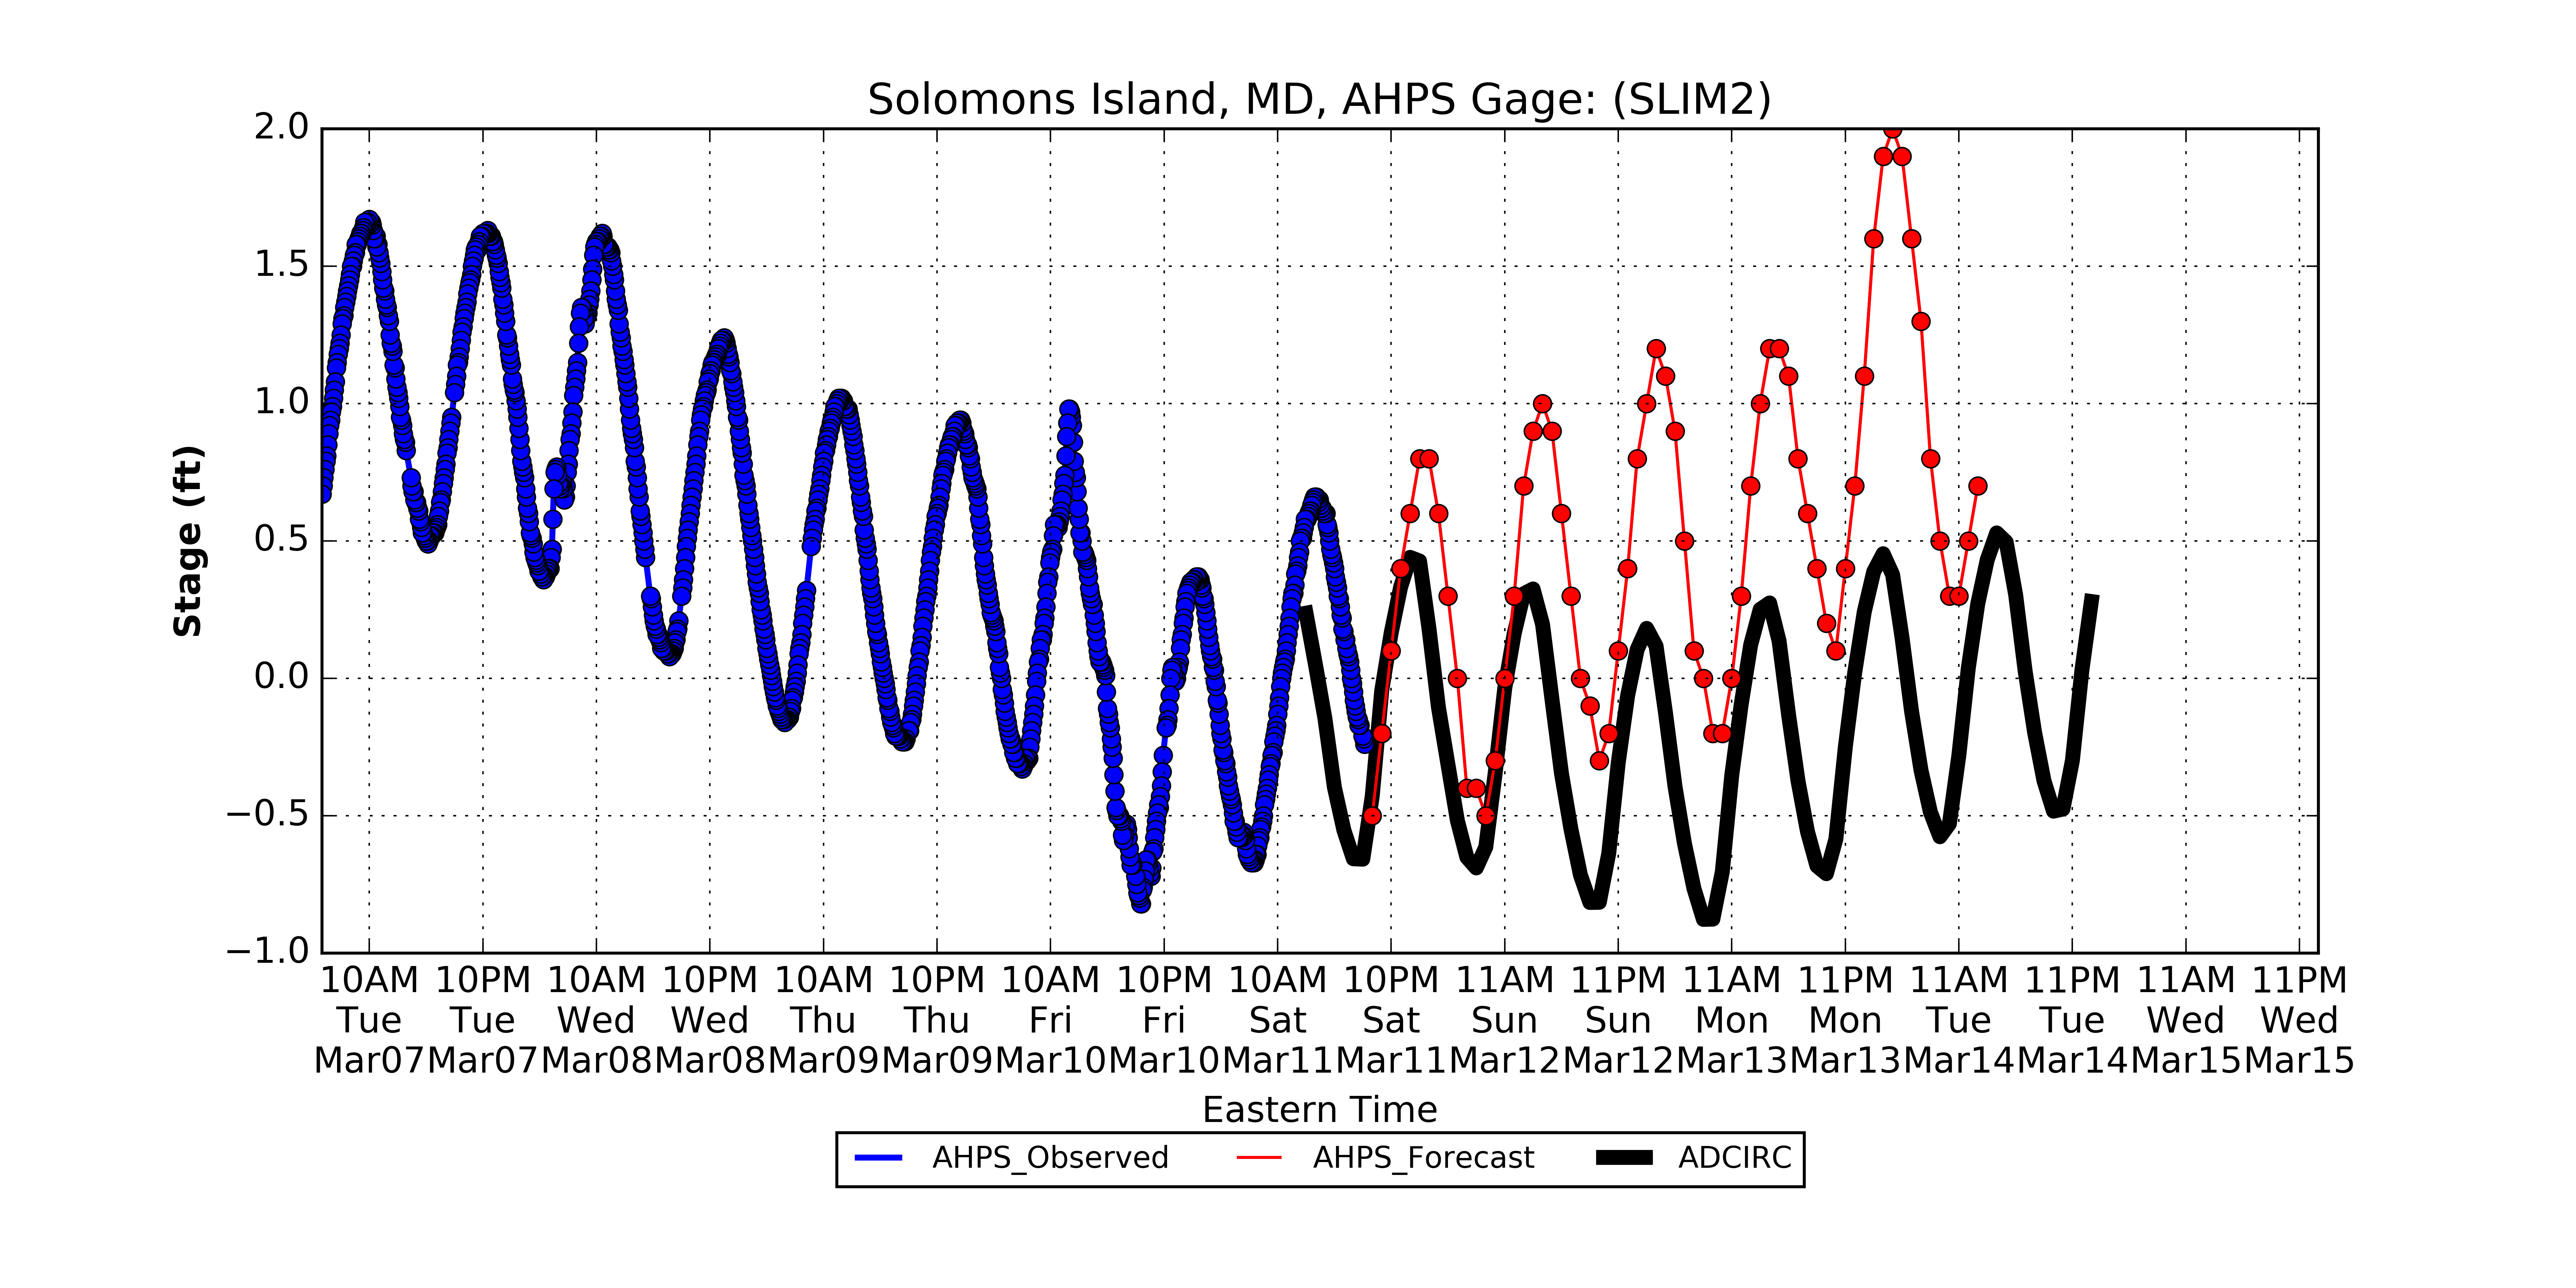 Solomons Island, MD, AHPS Gage: (SLIM2)
Stage (ft)
2.0
1.5
1.0
0.5
0.0
−0.5
−1.0
10AM 10PM 10AM 10PM 10AM 10PM 10AM 10PM 10AM 10PM 11AM 11PM 11AM 11PM 11AM 11PM 11AM 11PM
Tue Tue Wed Wed Thu Thu Fri Fri Sat Sat Sun Sun Mon Mon Tue Tue Wed Wed
Mar07 Mar07 Mar08 Mar08 Mar09 Mar09 Mar10 Mar10 Mar11 Mar11 Mar12 Mar12 Mar13 Mar13 Mar14 Mar14 Mar15 Mar15
Eastern Time
AHPS_Observed AHPS_Forecast ADCIRC